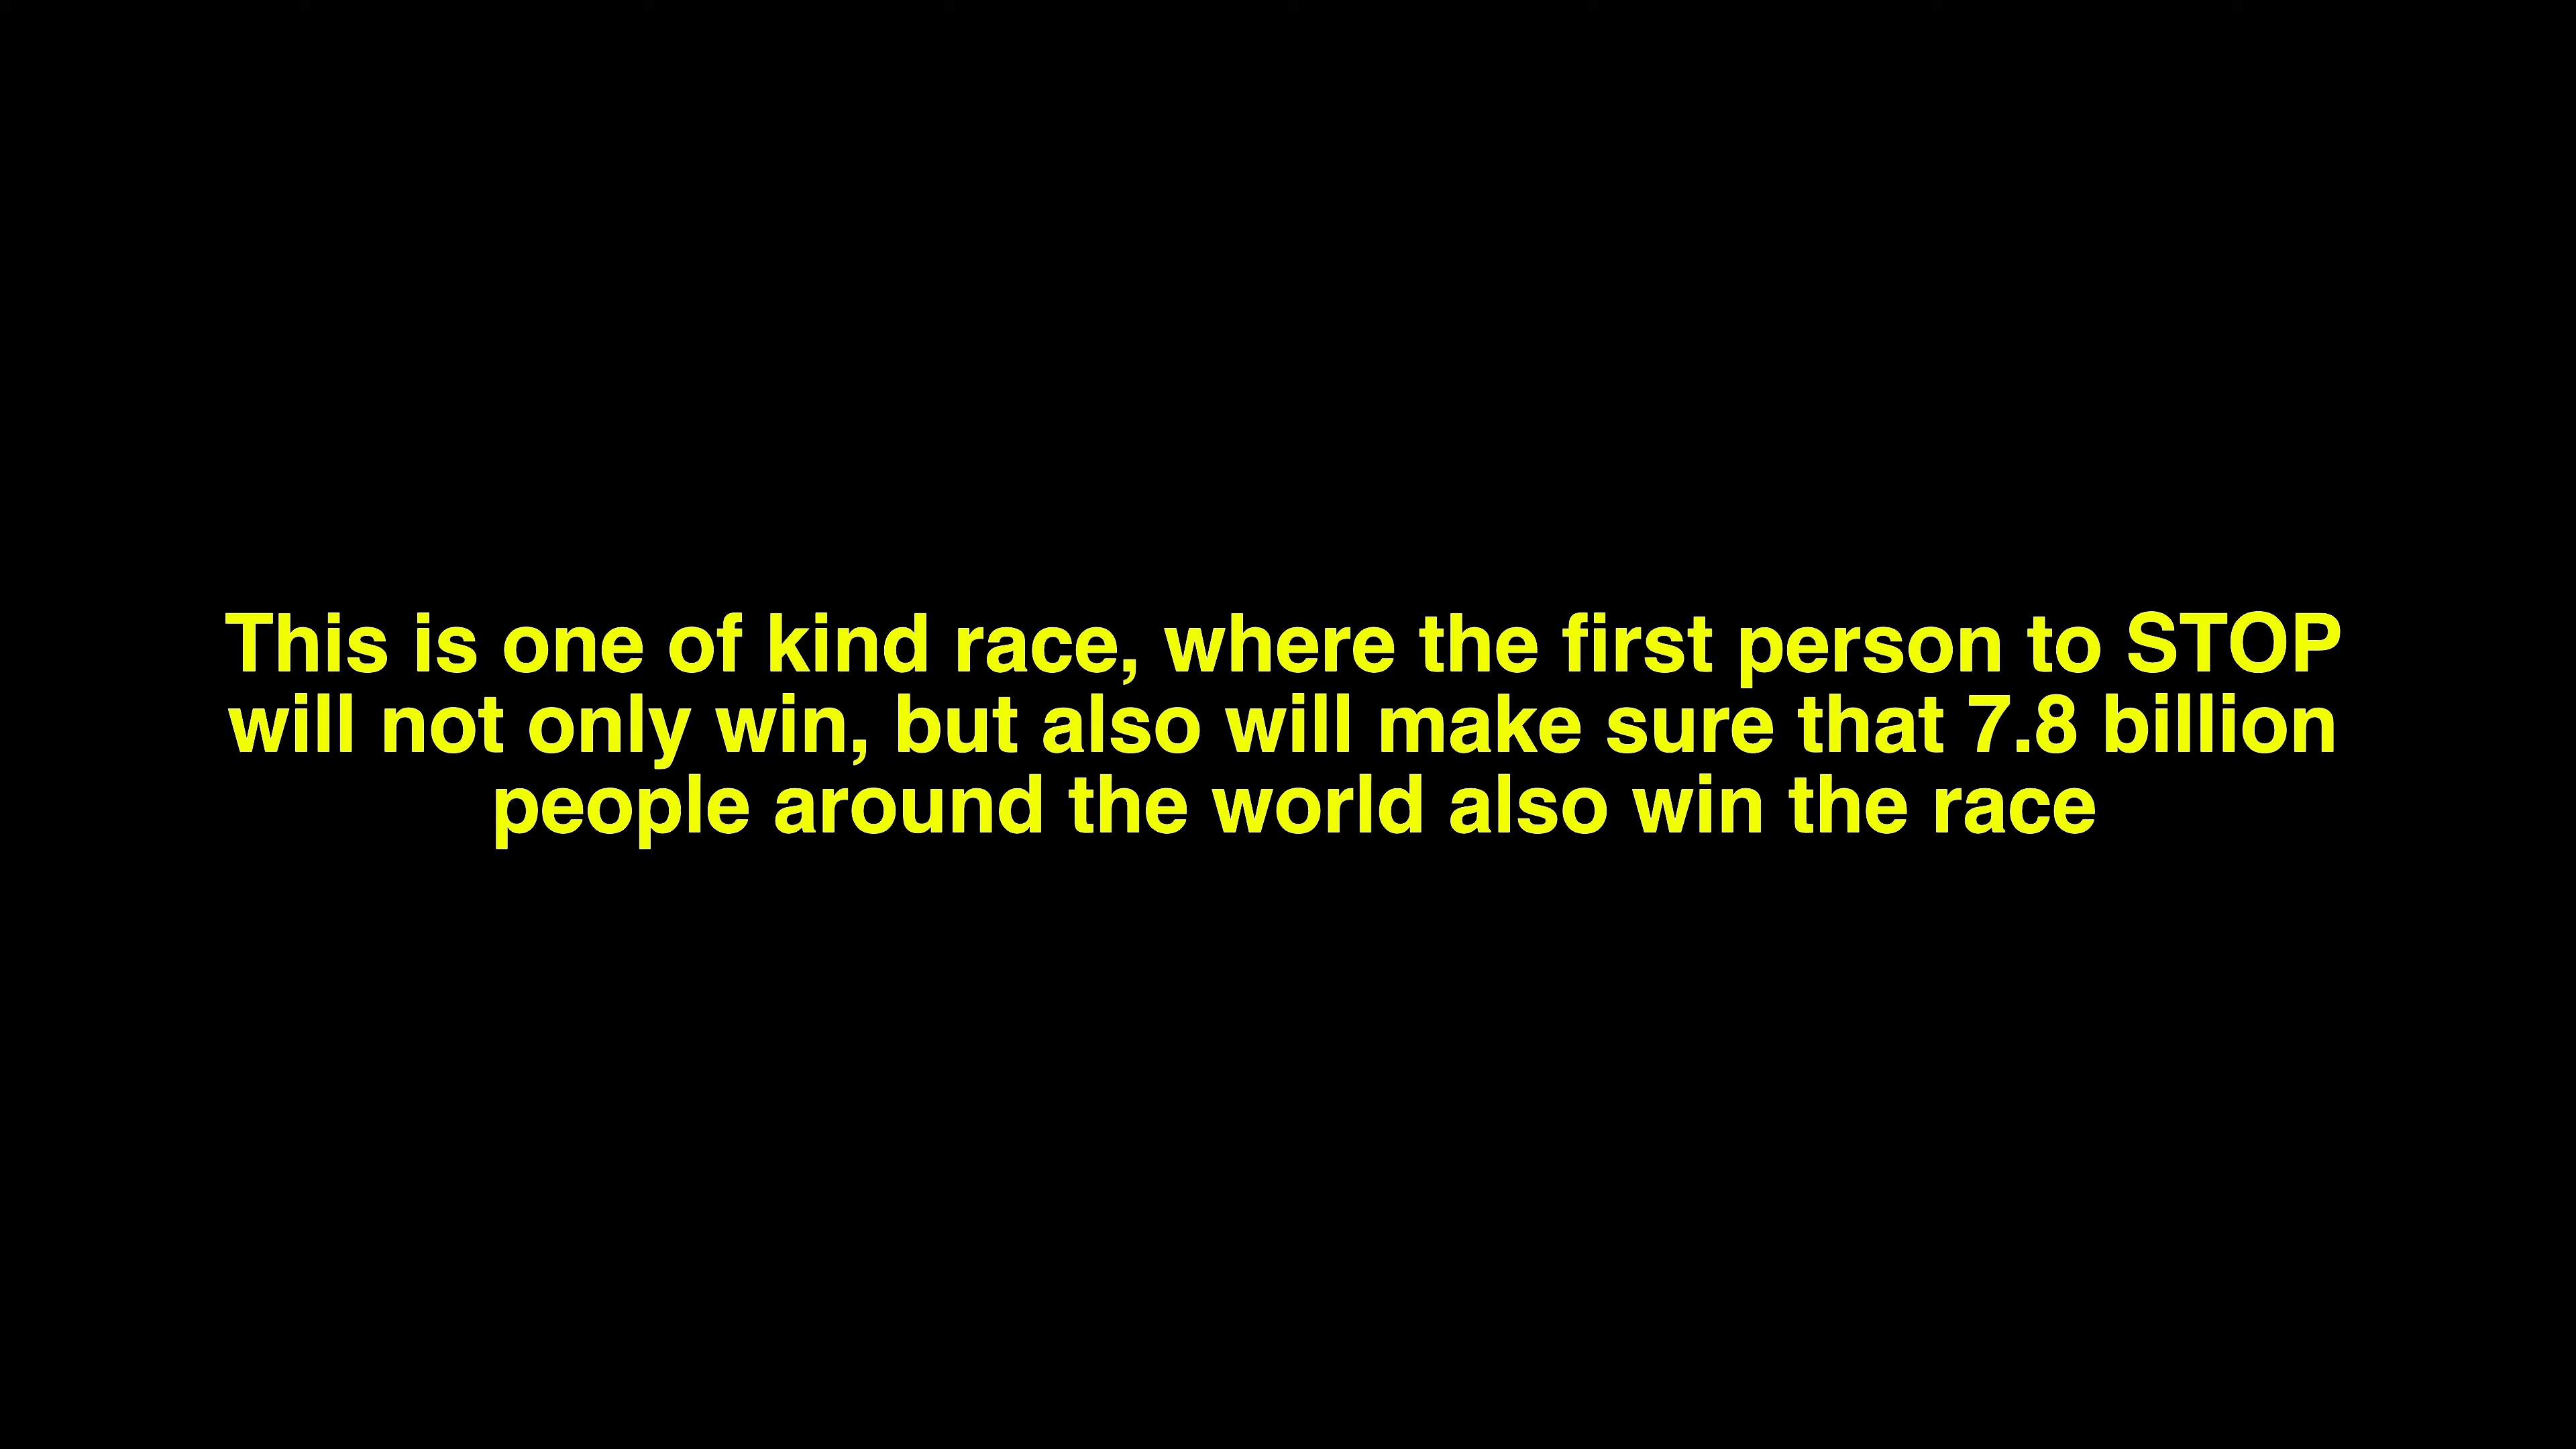 This is one of kind race, where the first person to STOP
will not only win, but also will make sure that 7.8 billion
people around the world also win the race